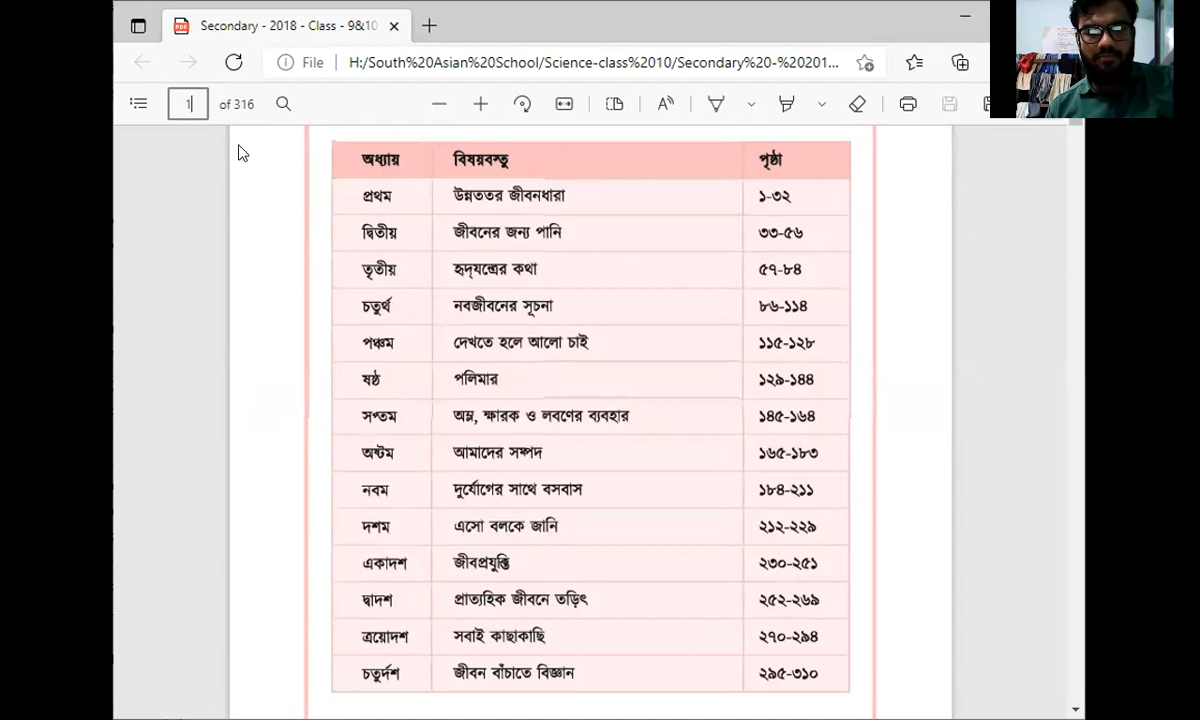 Secondary - 2018 - Class - 9&10
File H:/South%20Asian%20School/Science-class%2010/Secondary%20-%20201...
1 of 316
অধ্যায় বিষয়বস্তু পৃষ্ঠা
প্রথম উন্নততর জীবনধারা ১-৩২
দ্বিতীয় জীবনের জন্য পানি ৩৩-৫৬
তৃতীয় হৃদ্‌যন্ত্রের কথা ৫৭-৮৪
চতুর্থ নবজীবনের সূচনা ৮৬-১১৪
পঞ্চম দেখতে হলে আলো চাই ১১৫-১২৮
ষষ্ঠ পলিমার ১২৯-১৪৪
সপ্তম অম্ল, ক্ষারক ও লবণের ব্যবহার ১৪৫-১৬৪
অষ্টম আমাদের সম্পদ ১৬৫-১৮৩
নবম দুর্যোগের সাথে বসবাস ১৮৪-২১১
দশম এসো বলকে জানি ২১২-২২৯
একাদশ জীবপ্রযুক্তি ২৩০-২৫১
দ্বাদশ প্রাত্যহিক জীবনে তড়িৎ ২৫২-২৬৯
ত্রয়োদশ সবাই কাছাকাছি ২৭০-২৯৪
চতুর্দশ জীবন বাঁচাতে বিজ্ঞান ২৯৫-৩১০